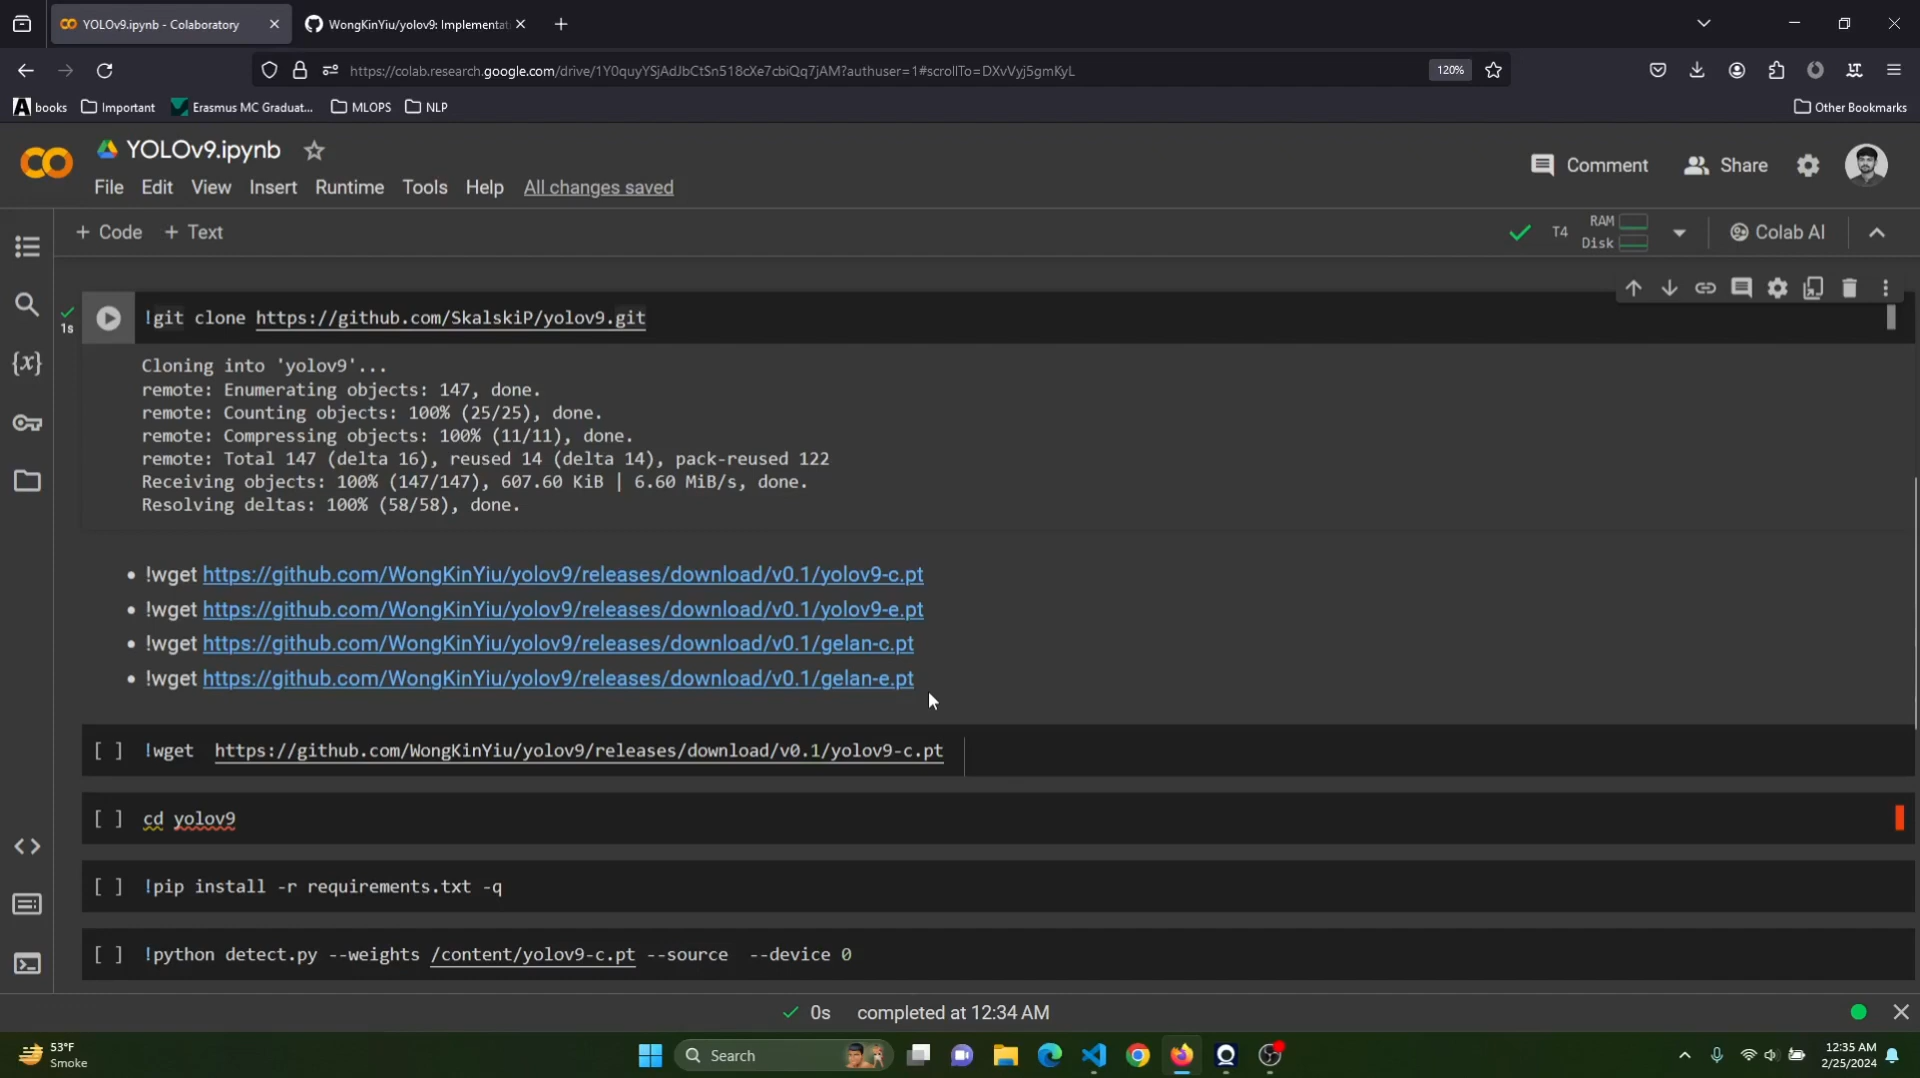 YOLOv9.ipynb - Colaboratory
WongKinYiu/yolov9: Implementat
https://colab.research.google.com/drive/1Y0quyYSjAdJbCtSn518cXe7cbiQq7jAM?authuser=1#scrollTo=DXvVyj5gmKyL
120%
books Important Erasmus MC Graduat... MLOPS NLP Other Bookmarks
YOLOv9.ipynb
Comment Share
File Edit View Insert Runtime Tools Help All changes saved
+ Code + Text
T4 RAM
Disk
Colab AI
1s
!git clone https://github.com/SkalskiP/yolov9.git
Cloning into 'yolov9'...
remote: Enumerating objects: 147, done.
remote: Counting objects: 100% (25/25), done.
remote: Compressing objects: 100% (11/11), done.
remote: Total 147 (delta 16), reused 14 (delta 14), pack-reused 122
Receiving objects: 100% (147/147), 607.60 KiB | 6.60 MiB/s, done.
Resolving deltas: 100% (58/58), done.
• !wget https://github.com/WongKinYiu/yolov9/releases/download/v0.1/yolov9-c.pt
• !wget https://github.com/WongKinYiu/yolov9/releases/download/v0.1/yolov9-e.pt
• !wget https://github.com/WongKinYiu/yolov9/releases/download/v0.1/gelan-c.pt
• !wget https://github.com/WongKinYiu/yolov9/releases/download/v0.1/gelan-e.pt
[ ] !wget https://github.com/WongKinYiu/yolov9/releases/download/v0.1/yolov9-c.pt
[ ] cd yolov9
[ ] !pip install -r requirements.txt -q
[ ] !python detect.py --weights /content/yolov9-c.pt --source --device 0
0s completed at 12:34 AM
53°F
Smoke
Search
12:35 AM
2/25/2024